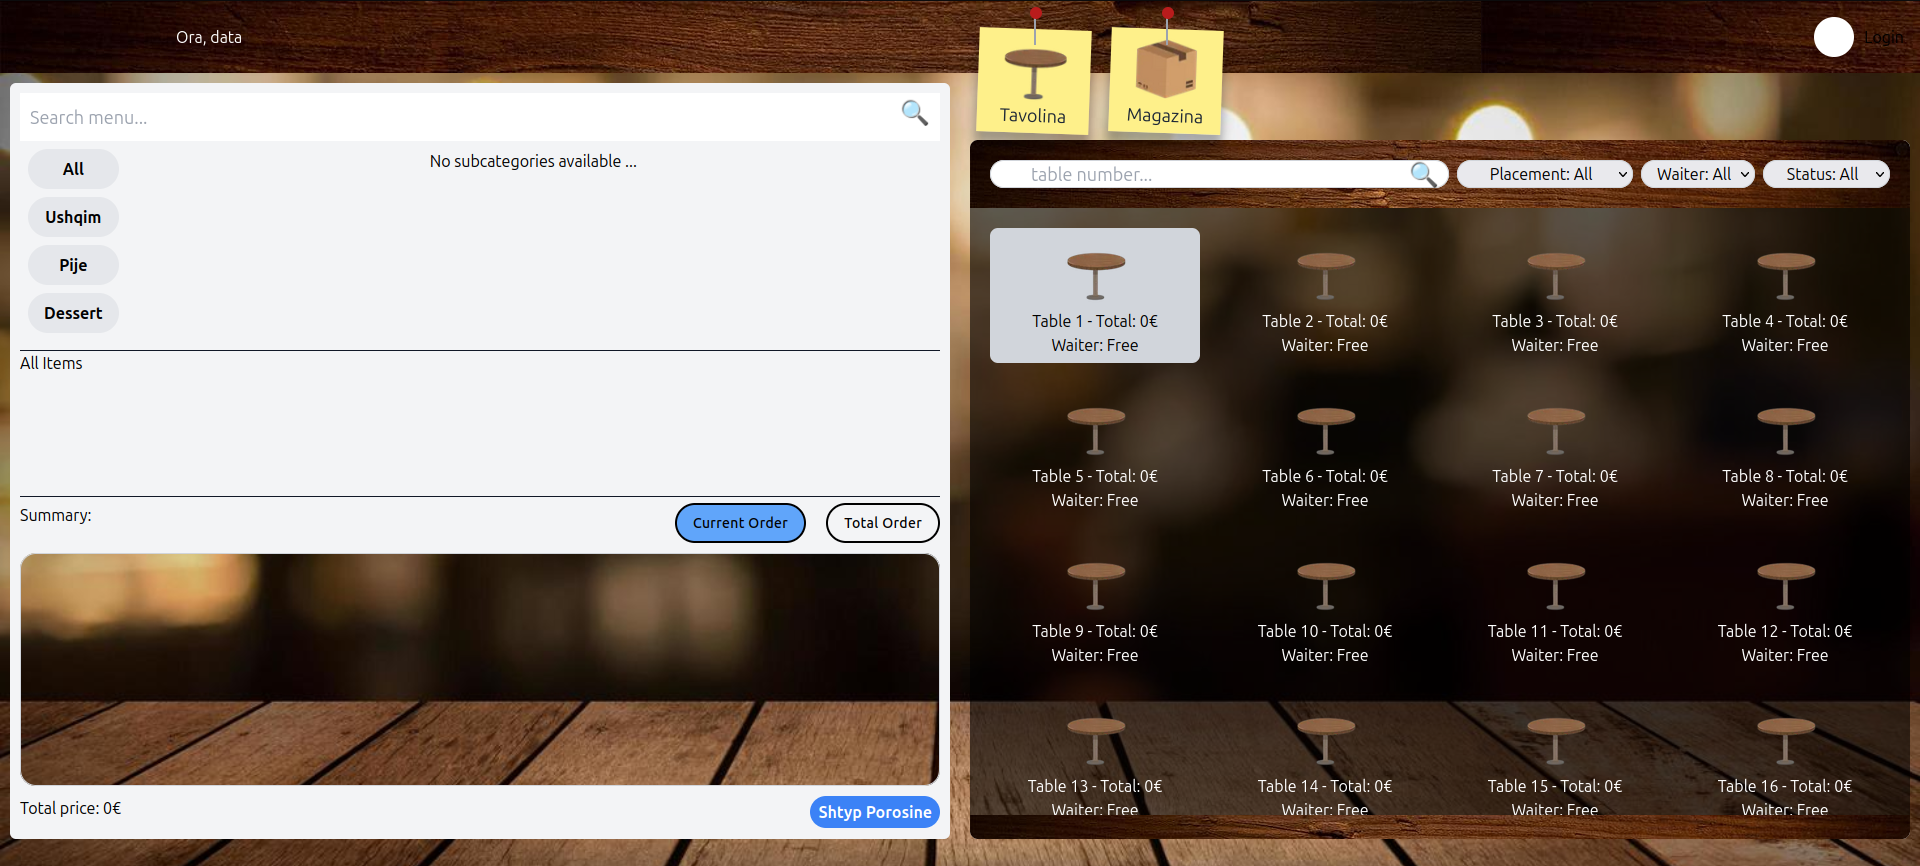 Ora, data
Tavolina
Magazina
Login
Search menu...
All
Ushqim
Pije
Dessert
No subcategories available ...
All Items
Summary:
Current Order
Total Order
Total price: 0€
Shtyp Porosine
table number...
Placement: All
Waiter: All
Status: All
Table 1 - Total: 0€
Waiter: Free
Table 2 - Total: 0€
Waiter: Free
Table 3 - Total: 0€
Waiter: Free
Table 4 - Total: 0€
Waiter: Free
Table 5 - Total: 0€
Waiter: Free
Table 6 - Total: 0€
Waiter: Free
Table 7 - Total: 0€
Waiter: Free
Table 8 - Total: 0€
Waiter: Free
Table 9 - Total: 0€
Waiter: Free
Table 10 - Total: 0€
Waiter: Free
Table 11 - Total: 0€
Waiter: Free
Table 12 - Total: 0€
Waiter: Free
Table 13 - Total: 0€
Waiter: Free
Table 14 - Total: 0€
Waiter: Free
Table 15 - Total: 0€
Waiter: Free
Table 16 - Total: 0€
Waiter: Free